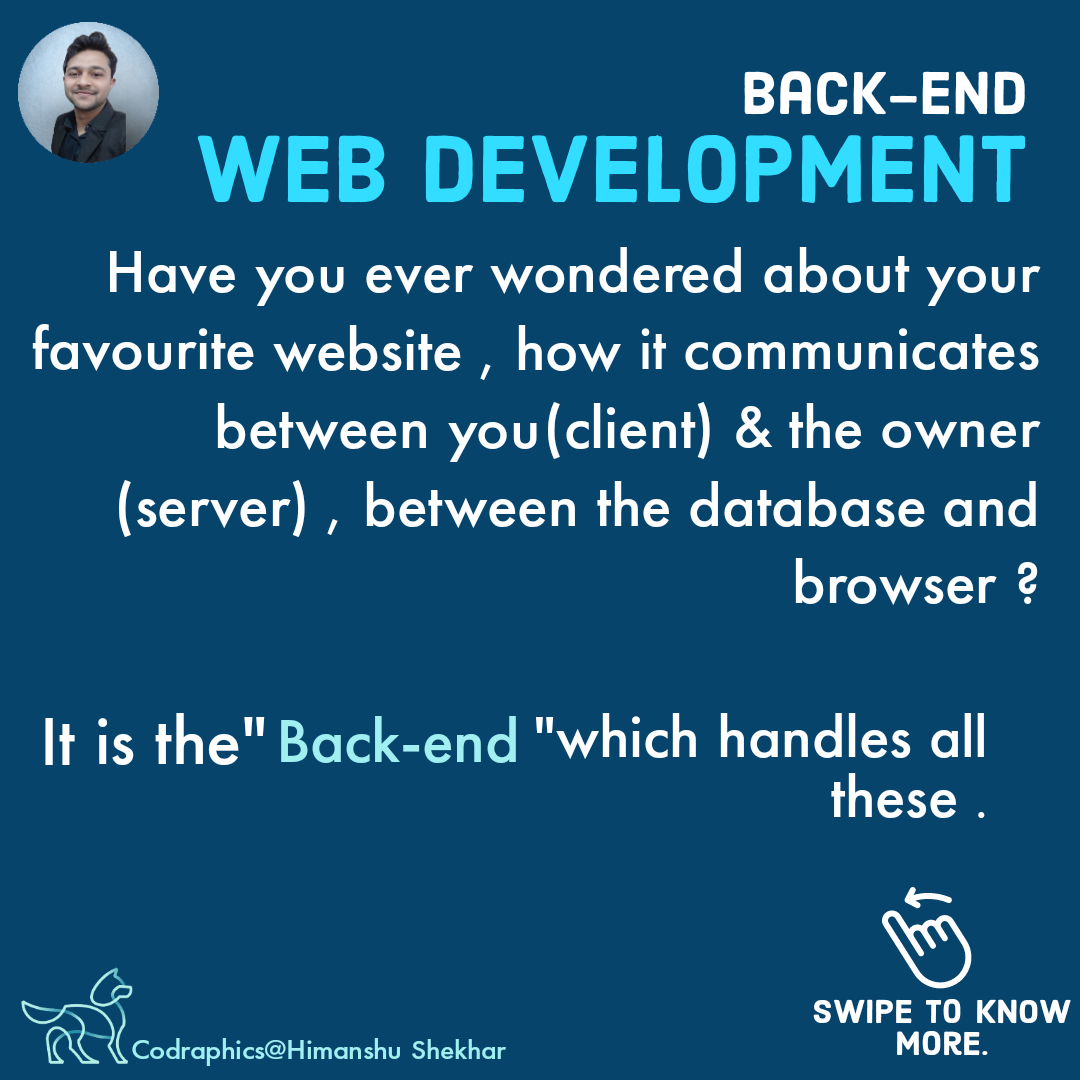 BACK-END
WEB DEVELOPMENT
Have you ever wondered about your
favourite website , how it communicates
between you(client) & the owner
(server) , between the database and
browser ?
It is the" Back-end "which handles all
these .
SWIPE TO KNOW
MORE.
Codraphics@Himanshu Shekhar